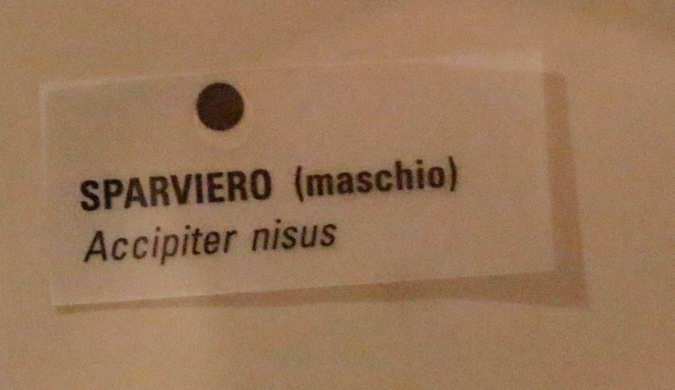 SPARVIERO (maschio)
Accipiter nisus